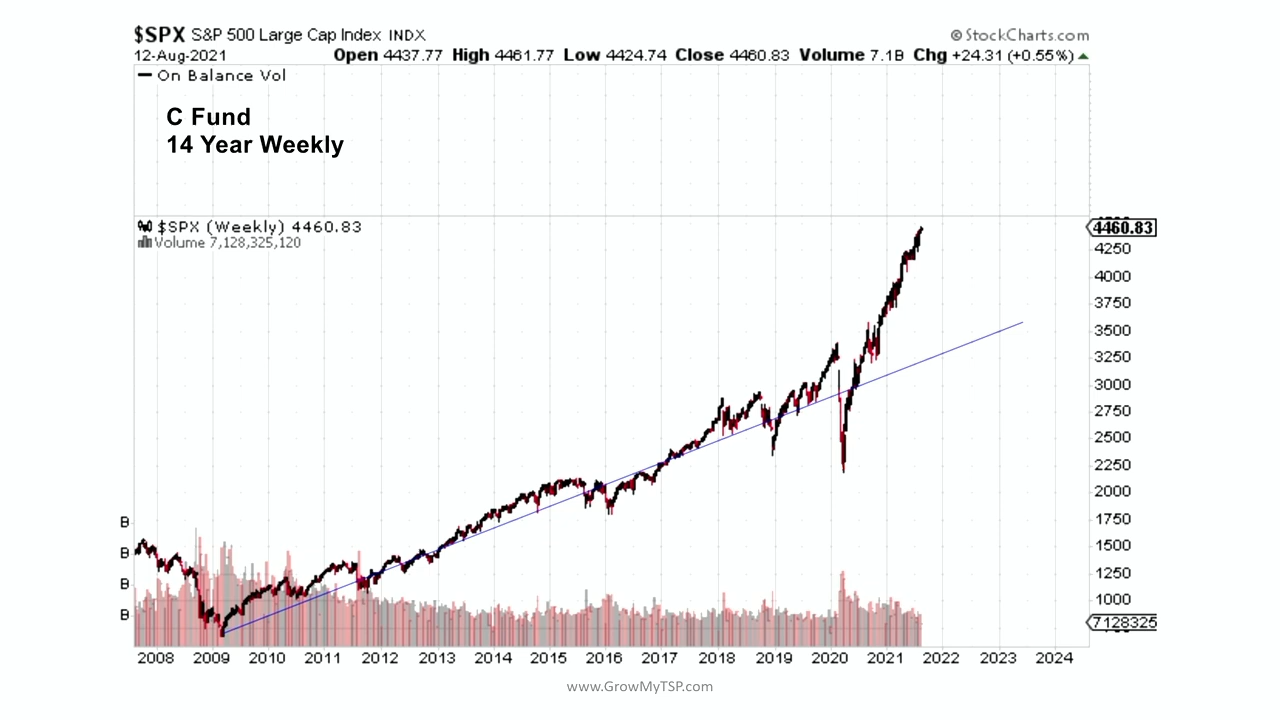 $SPX S&P 500 Large Cap Index INDX
© StockCharts.com
12-Aug-2021
Open 4437.77 High 4461.77 Low 4424.74 Close 4460.83 Volume 7.1B Chg +24.31 (+0.55%)
On Balance Vol
C Fund
14 Year Weekly
$SPX (Weekly) 4460.83
Volume 7,128,325,120
4460.83
4250
4000
3750
3500
3250
3000
2750
2500
2250
2000
1750
1500
1250
1000
7128325
B
B
B
B
2008 2009 2010 2011 2012 2013 2014 2015 2016 2017 2018 2019 2020 2021 2022 2023 2024
www.GrowMyTSP.com